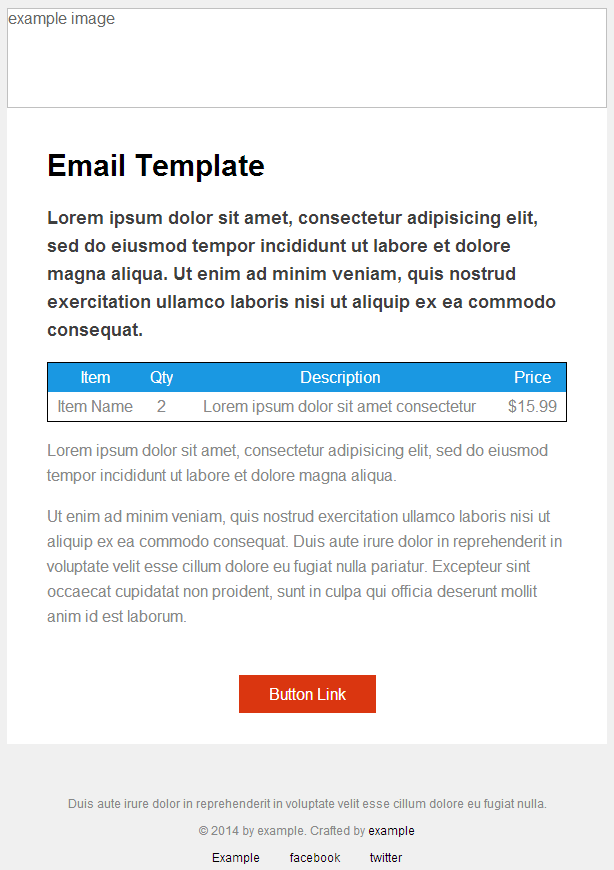 example image
Email Template
Lorem ipsum dolor sit amet, consectetur adipisicing elit,
sed do eiusmod tempor incididunt ut labore et dolore
magna aliqua. Ut enim ad minim veniam, quis nostrud
exercitation ullamco laboris nisi ut aliquip ex ea commodo
consequat.
Item Qty Description Price
Item Name 2 Lorem ipsum dolor sit amet consectetur $15.99
Lorem ipsum dolor sit amet, consectetur adipisicing elit, sed do eiusmod
tempor incididunt ut labore et dolore magna aliqua.
Ut enim ad minim veniam, quis nostrud exercitation ullamco laboris nisi ut
aliquip ex ea commodo consequat. Duis aute irure dolor in reprehenderit in
voluptate velit esse cillum dolore eu fugiat nulla pariatur. Excepteur sint
occaecat cupidatat non proident, sunt in culpa qui officia deserunt mollit
anim id est laborum.
Button Link
Duis aute irure dolor in reprehenderit in voluptate velit esse cillum dolore eu fugiat nulla.
© 2014 by example. Crafted by example
Example facebook twitter